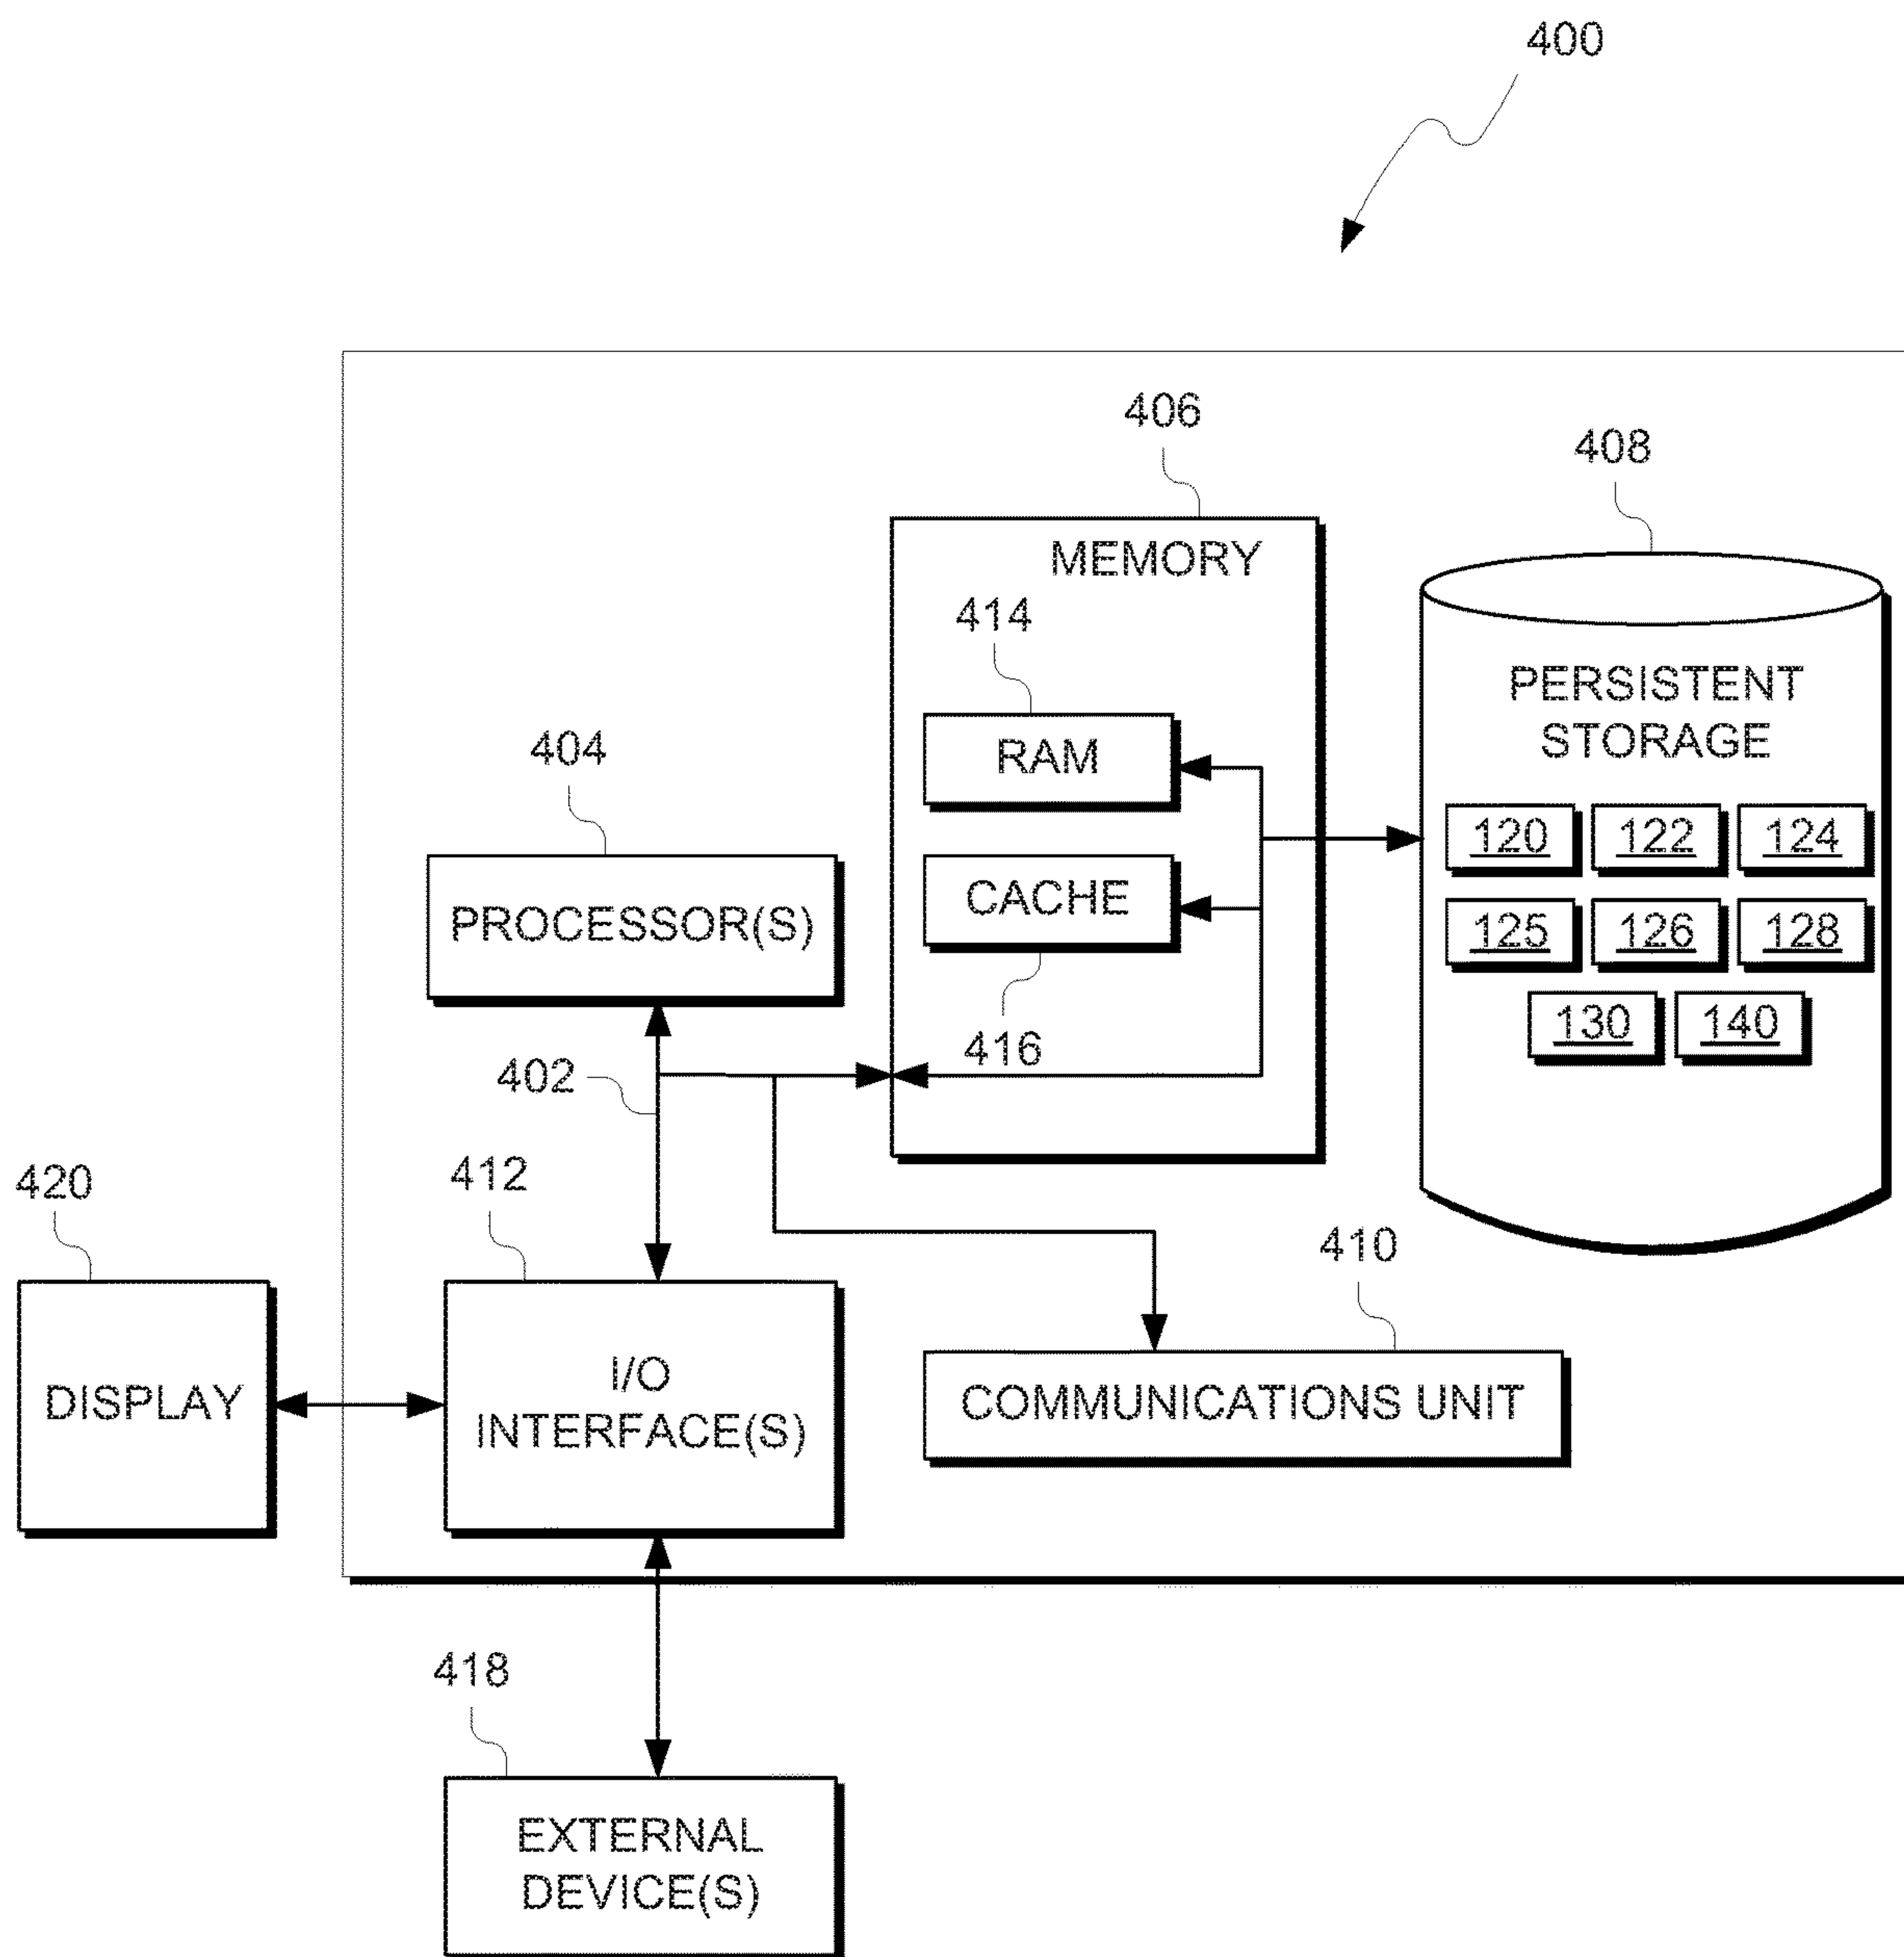 400
406
408
MEMORY
414
PERSISTENT
STORAGE
RAM
404
120 122 124
CACHE
PROCESSOR(S)
125 126 128
130 140
416
402
420
412
410
I/O
INTERFACE(S)
DISPLAY
COMMUNICATIONS UNIT
418
EXTERNAL
DEVICE(S)